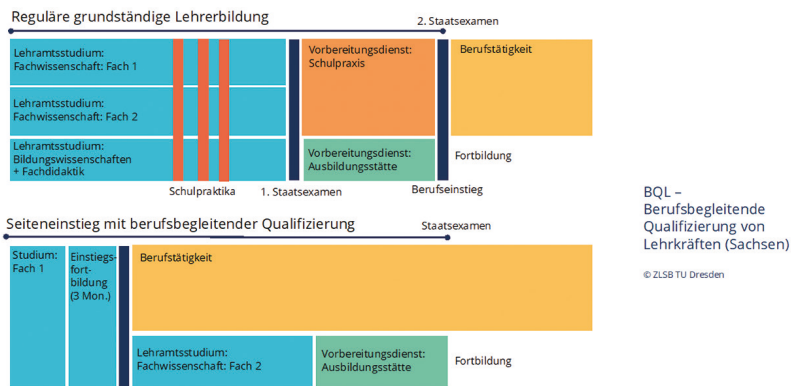 Reguläre grundständige Lehrerbildung
2. Staatsexamen
Lehramtsstudium:
Fachwissenschaft: Fach 1
Vorbereitungsdienst:
Schulpraxis
Berufstätigkeit
Lehramtsstudium:
Fachwissenschaft: Fach 2
Lehramtsstudium:
Bildungswissenschaften
+ Fachdidaktik
Vorbereitungsdienst:
Ausbildungsstätte
Fortbildung
Schulpraktika
1. Staatsexamen
Berufseinstieg
Seiteneinstieg mit berufsbegleitender Qualifizierung
Staatsexamen
Studium:
Fach 1
Einstiegs-
fort-
bildung
(3 Mon.)
Berufstätigkeit
Lehramtsstudium:
Fachwissenschaft: Fach 2
Vorbereitungsdienst:
Ausbildungsstätte
Fortbildung
BQL –
Berufsbegleitende
Qualifizierung von
Lehrkräften (Sachsen)
© ZLSB TU Dresden